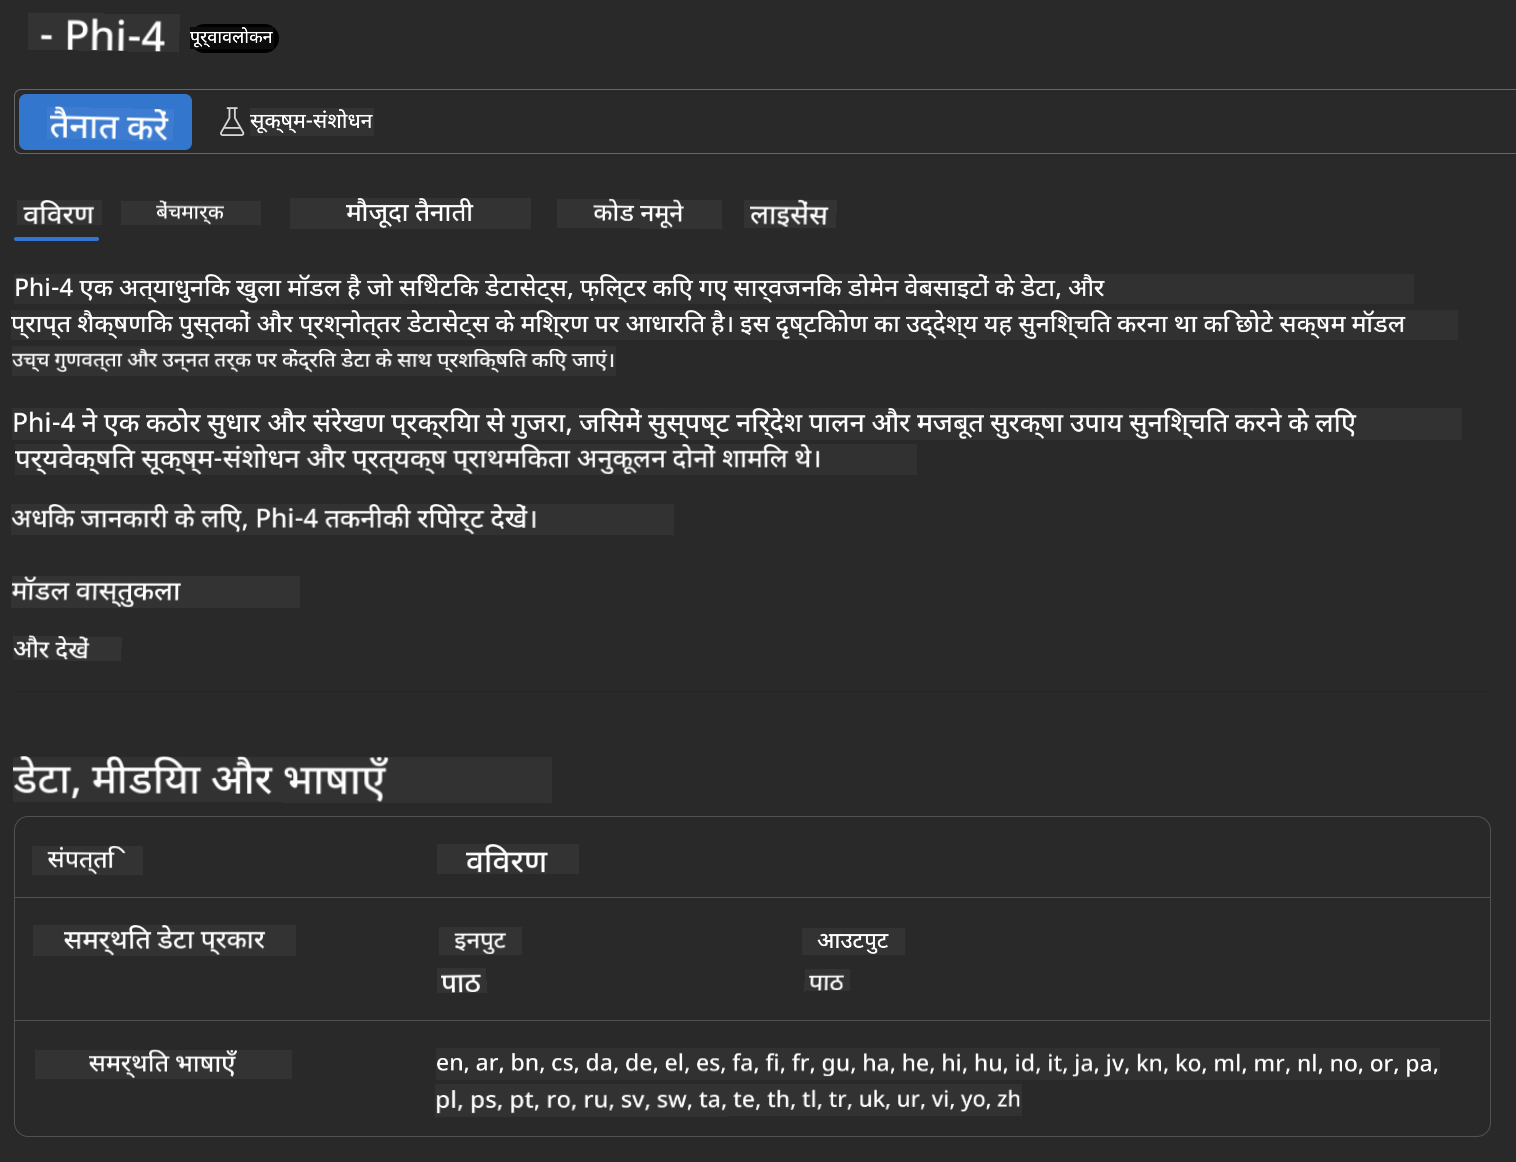 - Phi-4 पूर्वावलोकन
तैनात करें सूक्ष्म-संशोधन
विवरण बेंचमार्क मौजूदा तैनाती कोड नमूने लाइसेंस
Phi-4 एक अत्याधुनिक खुला मॉडल है जो सिंथेटिक डेटासेट्स, फ़िल्टर किए गए सार्वजनिक डोमेन वेबसाइटों के डेटा, और
प्राप्त शैक्षणिक पुस्तकों और प्रश्नोत्तर डेटासेट्स के मिश्रण पर आधारित है। इस दृष्टिकोण का उद्देश्य यह सुनिश्चित करना था कि छोटे सक्षम मॉडल
उच्च गुणवत्ता और उन्नत तर्क पर केंद्रित डेटा के साथ प्रशिक्षित किए जाएं।
Phi-4 ने एक कठोर सुधार और संरेखण प्रक्रिया से गुजरा, जिसमें सुस्पष्ट निर्देश पालन और मजबूत सुरक्षा उपाय सुनिश्चित करने के लिए
पर्यवेक्षित सूक्ष्म-संशोधन और प्रत्यक्ष प्राथमिकता अनुकूलन दोनों शामिल थे।
अधिक जानकारी के लिए, Phi-4 तकनीकी रिपोर्ट देखें।
मॉडल वास्तुकला
और देखें
डेटा, मीडिया और भाषाएँ
संपत्ति विवरण
समर्थित डेटा प्रकार इनपुट आउटपुट
पाठ पाठ
समर्थित भाषाएँ en, ar, bn, cs, da, de, el, es, fa, fi, fr, gu, ha, he, hi, hu, id, it, ja, jv, kn, ko, ml, mr, nl, no, or, pa,
pl, ps, pt, ro, ru, sv, sw, ta, te, th, tl, tr, uk, ur, vi, yo, zh